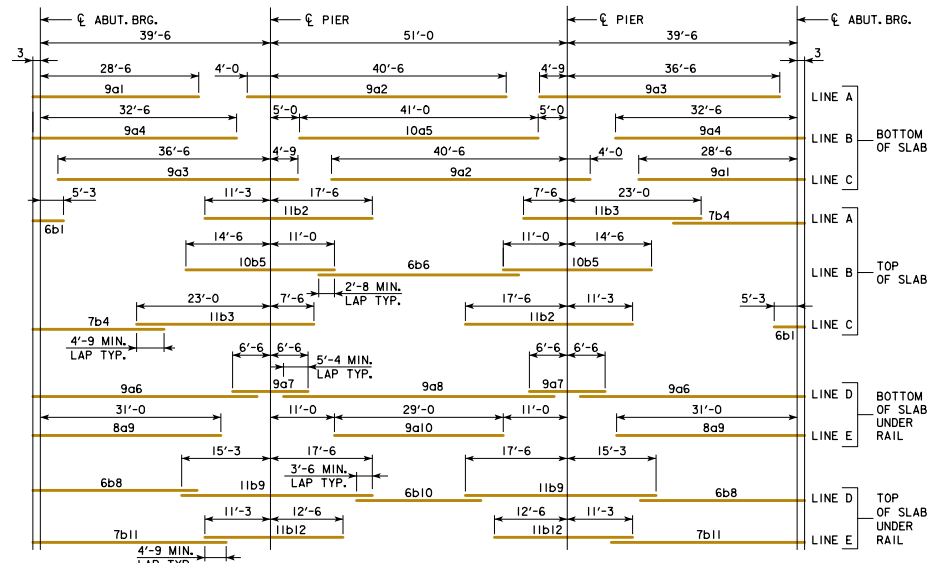 ℄ ABUT. BRG.
℄ PIER
℄ PIER
℄ ABUT. BRG.
39'-6
51'-0
39'-6
3
3
28'-6
4'-0
40'-6
4'-9
36'-6
9a1
9a2
9a3
LINE A
32'-6
5'-0
41'-0
5'-0
32'-6
9a4
10a5
9a4
LINE B
BOTTOM
OF SLAB
36'-6
4'-9
40'-6
4'-0
28'-6
9a3
9a2
9a1
LINE C
5'-3
11'-3
17'-6
7'-6
23'-0
6b1
11b2
11b3
7b4
LINE A
14'-6
11'-0
11'-0
14'-6
10b5
6b6
10b5
LINE B
TOP
OF SLAB
2'-8 MIN.
LAP TYP.
23'-0
7'-6
17'-6
11'-3
5'-3
7b4
11b3
11b2
6b1
LINE C
4'-9 MIN.
LAP TYP.
6'-6
6'-6
5'-4 MIN.
LAP TYP.
6'-6
6'-6
9a6
9a7
9a8
9a7
9a6
LINE D
31'-0
11'-0
29'-0
11'-0
31'-0
8a9
9a10
8a9
LINE E
BOTTOM
OF SLAB
UNDER
RAIL
15'-3
17'-6
3'-6 MIN.
LAP TYP.
17'-6
15'-3
6b8
11b9
6b10
11b9
6b8
LINE D
11'-3
12'-6
12'-6
11'-3
7b11
11b12
11b12
7b11
LINE E
TOP
OF SLAB
UNDER
RAIL
4'-9 MIN.
LAP TYP.